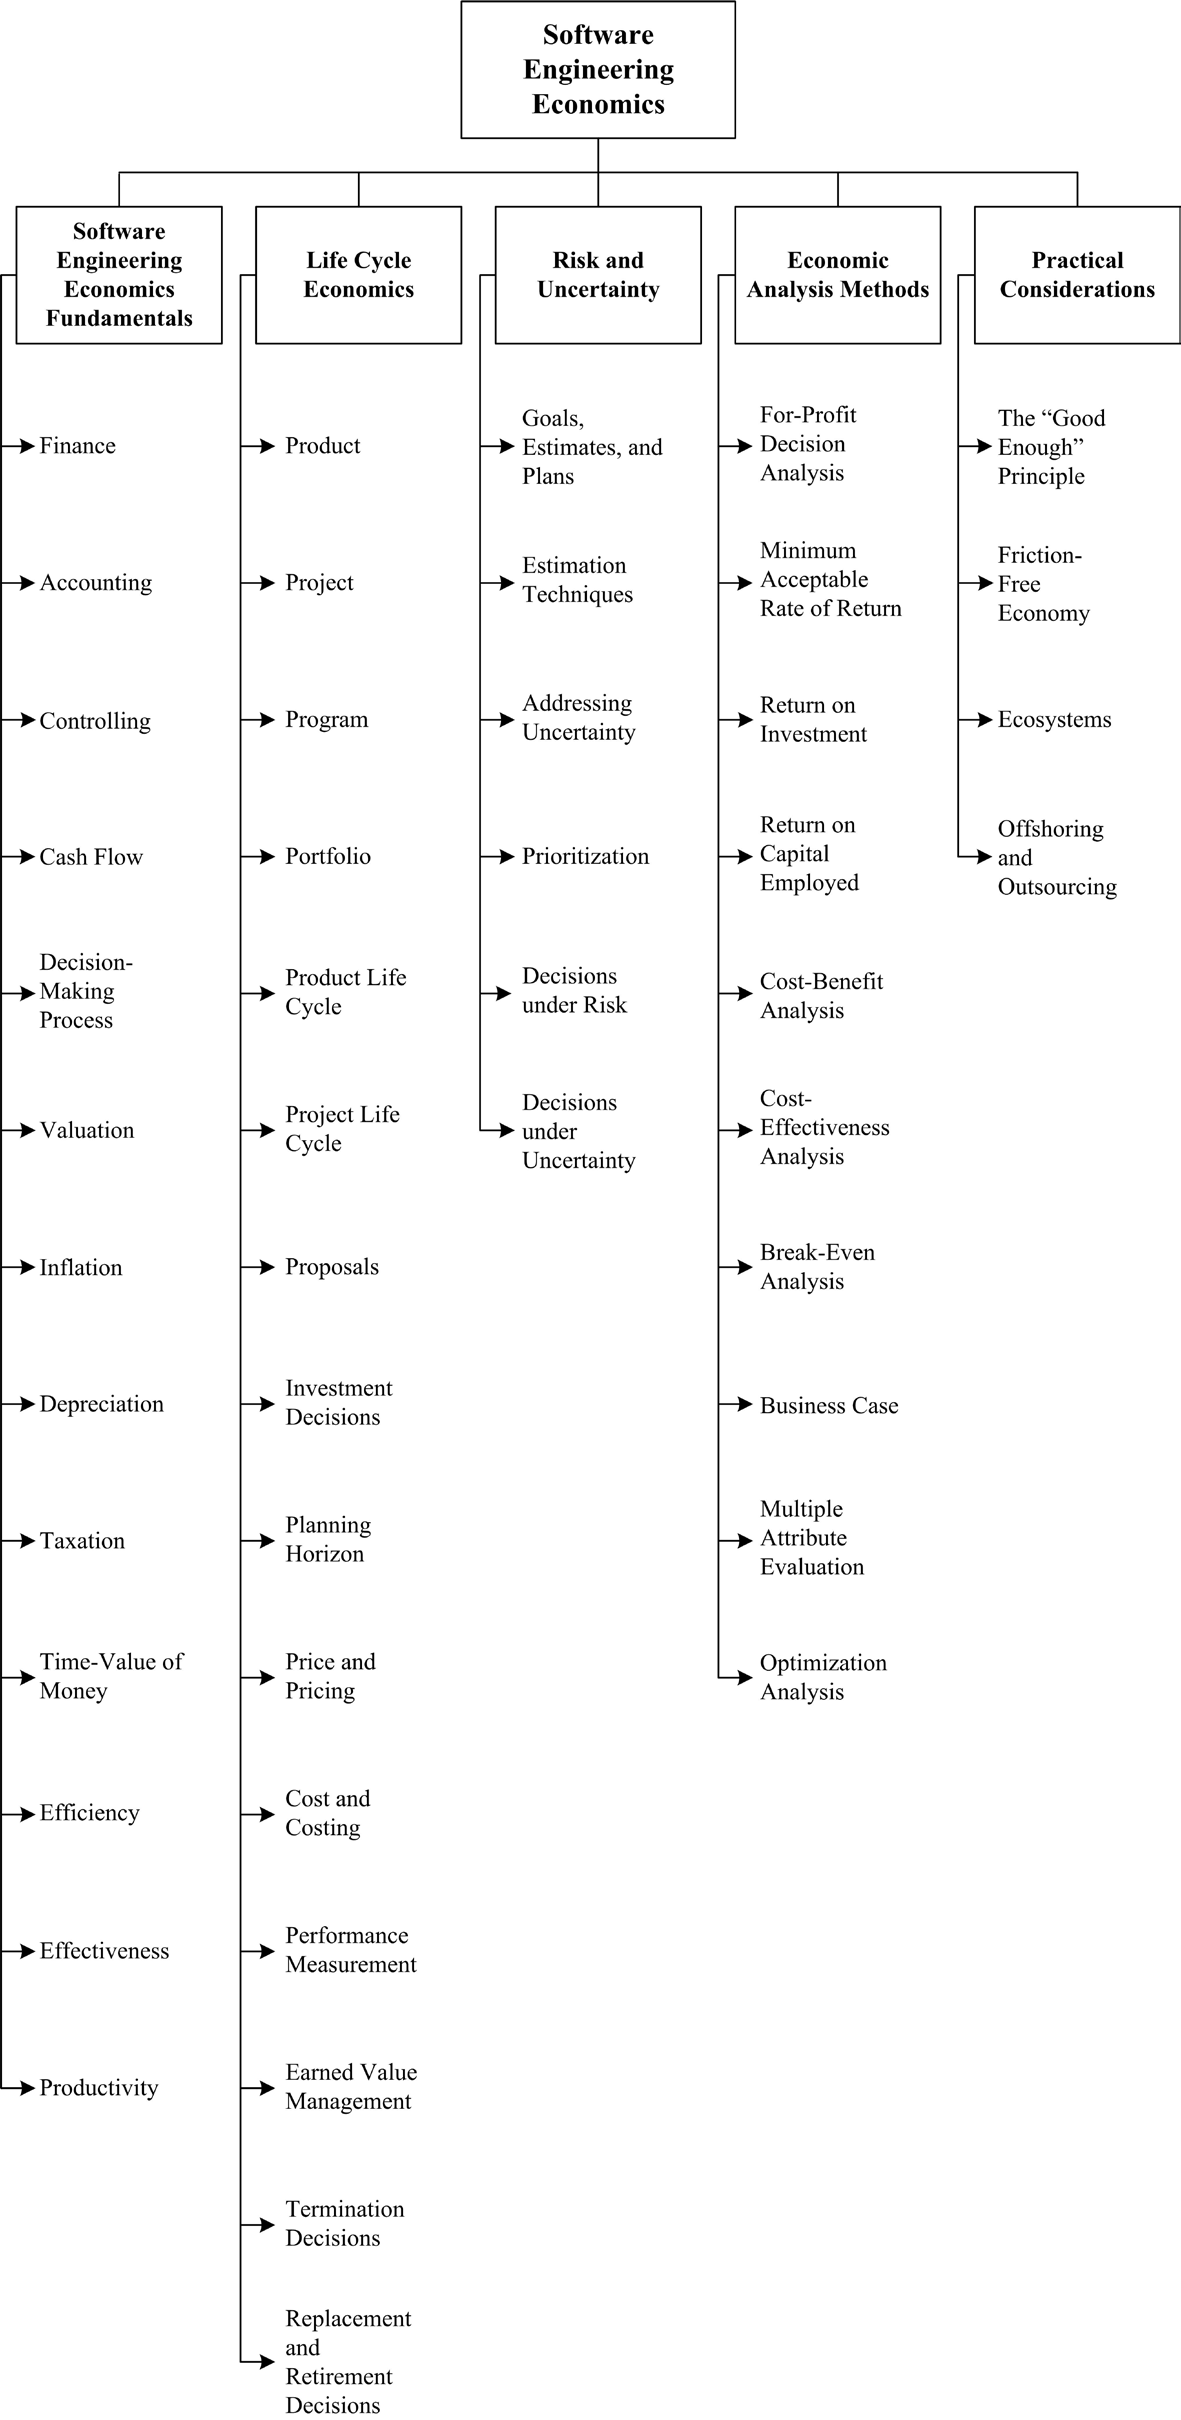 Software
Engineering
Economics
Software
Engineering
Economics
Fundamentals
Finance
Accounting
Controlling
Cash Flow
Decision-
Making
Process
Valuation
Inflation
Depreciation
Taxation
Time-Value of
Money
Efficiency
Effectiveness
Productivity
Life Cycle
Economics
Product
Project
Program
Portfolio
Product Life
Cycle
Project Life
Cycle
Proposals
Investment
Decisions
Planning
Horizon
Price and
Pricing
Cost and
Costing
Performance
Measurement
Earned Value
Management
Termination
Decisions
Replacement
and
Retirement
Decisions
Risk and
Uncertainty
Goals,
Estimates, and
Plans
Estimation
Techniques
Addressing
Uncertainty
Prioritization
Decisions
under Risk
Decisions
under
Uncertainty
Economic
Analysis Methods
For-Profit
Decision
Analysis
Minimum
Acceptable
Rate of Return
Return on
Investment
Return on
Capital
Employed
Cost-Benefit
Analysis
Cost-
Effectiveness
Analysis
Break-Even
Analysis
Business Case
Multiple
Attribute
Evaluation
Optimization
Analysis
Practical
Considerations
The “Good
Enough”
Principle
Friction-
Free
Economy
Ecosystems
Offshoring
and
Outsourcing